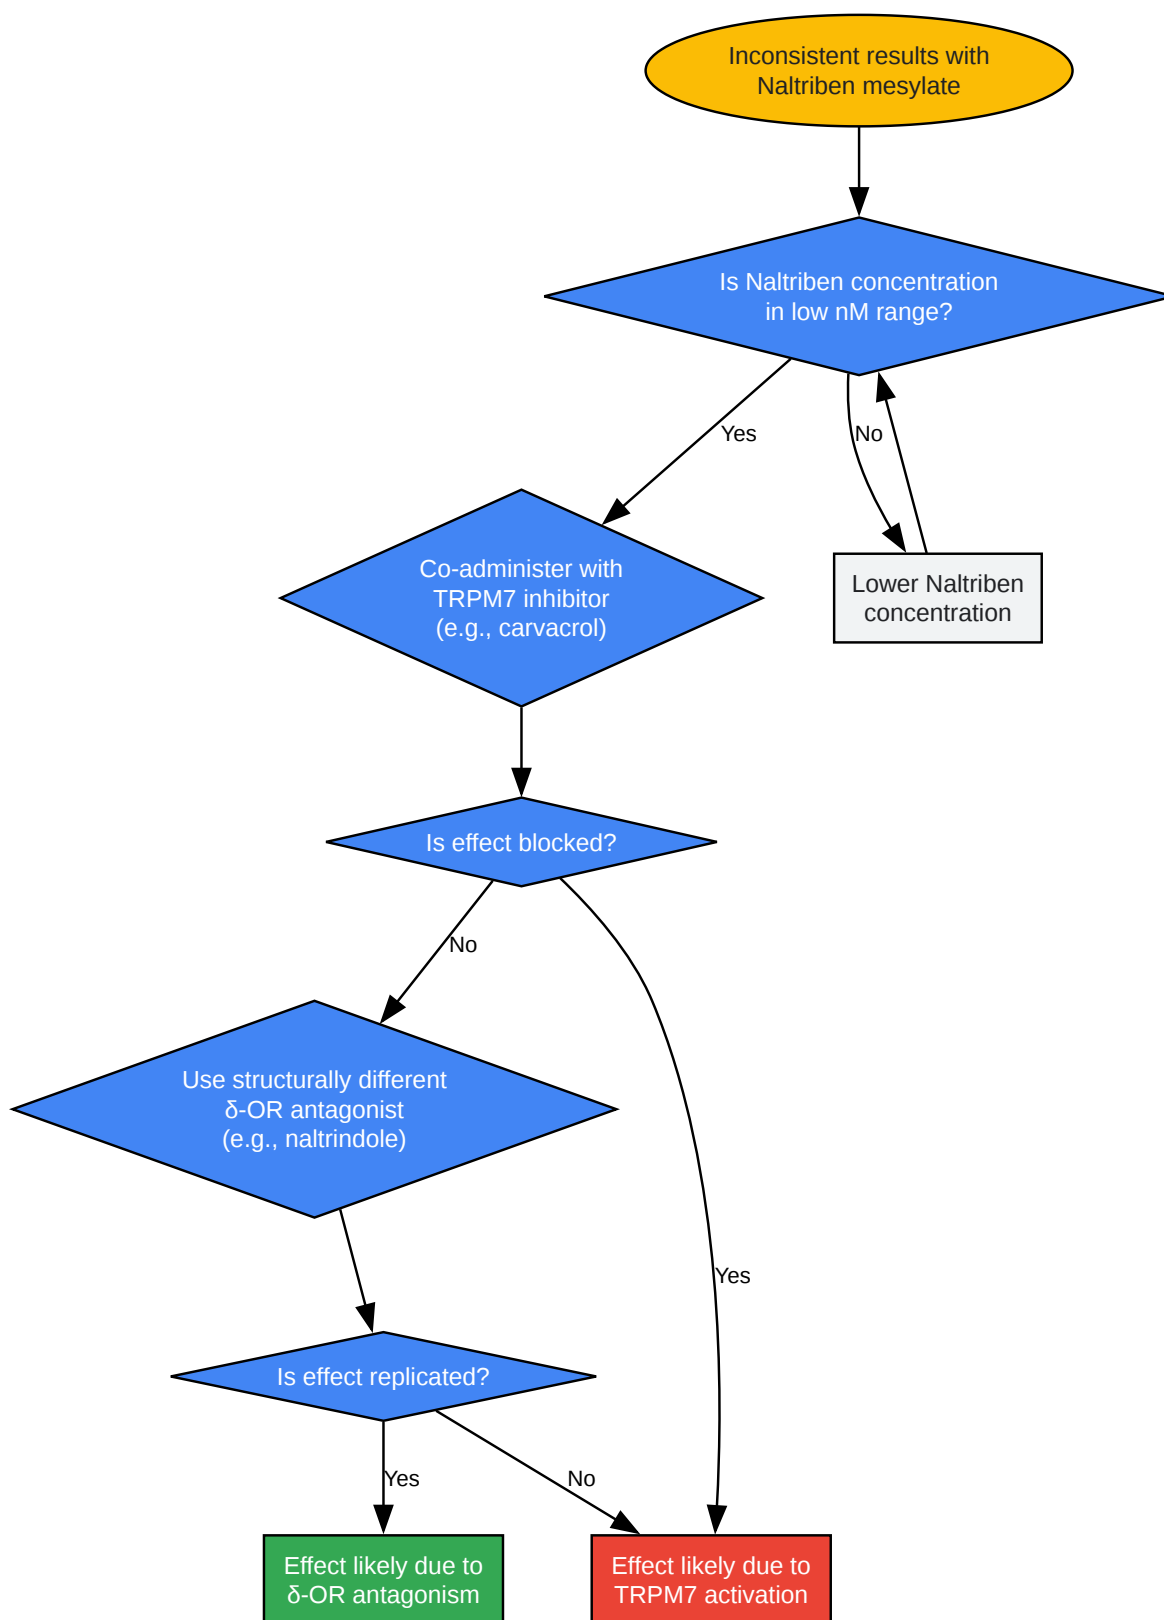 Inconsistent results with
Naltriben mesylate
Is Naltriben concentration
in low nM range?
Yes
No
Co-administer with
TRPM7 inhibitor
(e.g., carvacrol)
Lower Naltriben
concentration
Is effect blocked?
No
Use structurally different
δ-OR antagonist
(e.g., naltrindole)
Yes
Is effect replicated?
Yes
No
Effect likely due to
δ-OR antagonism
Effect likely due to
TRPM7 activation